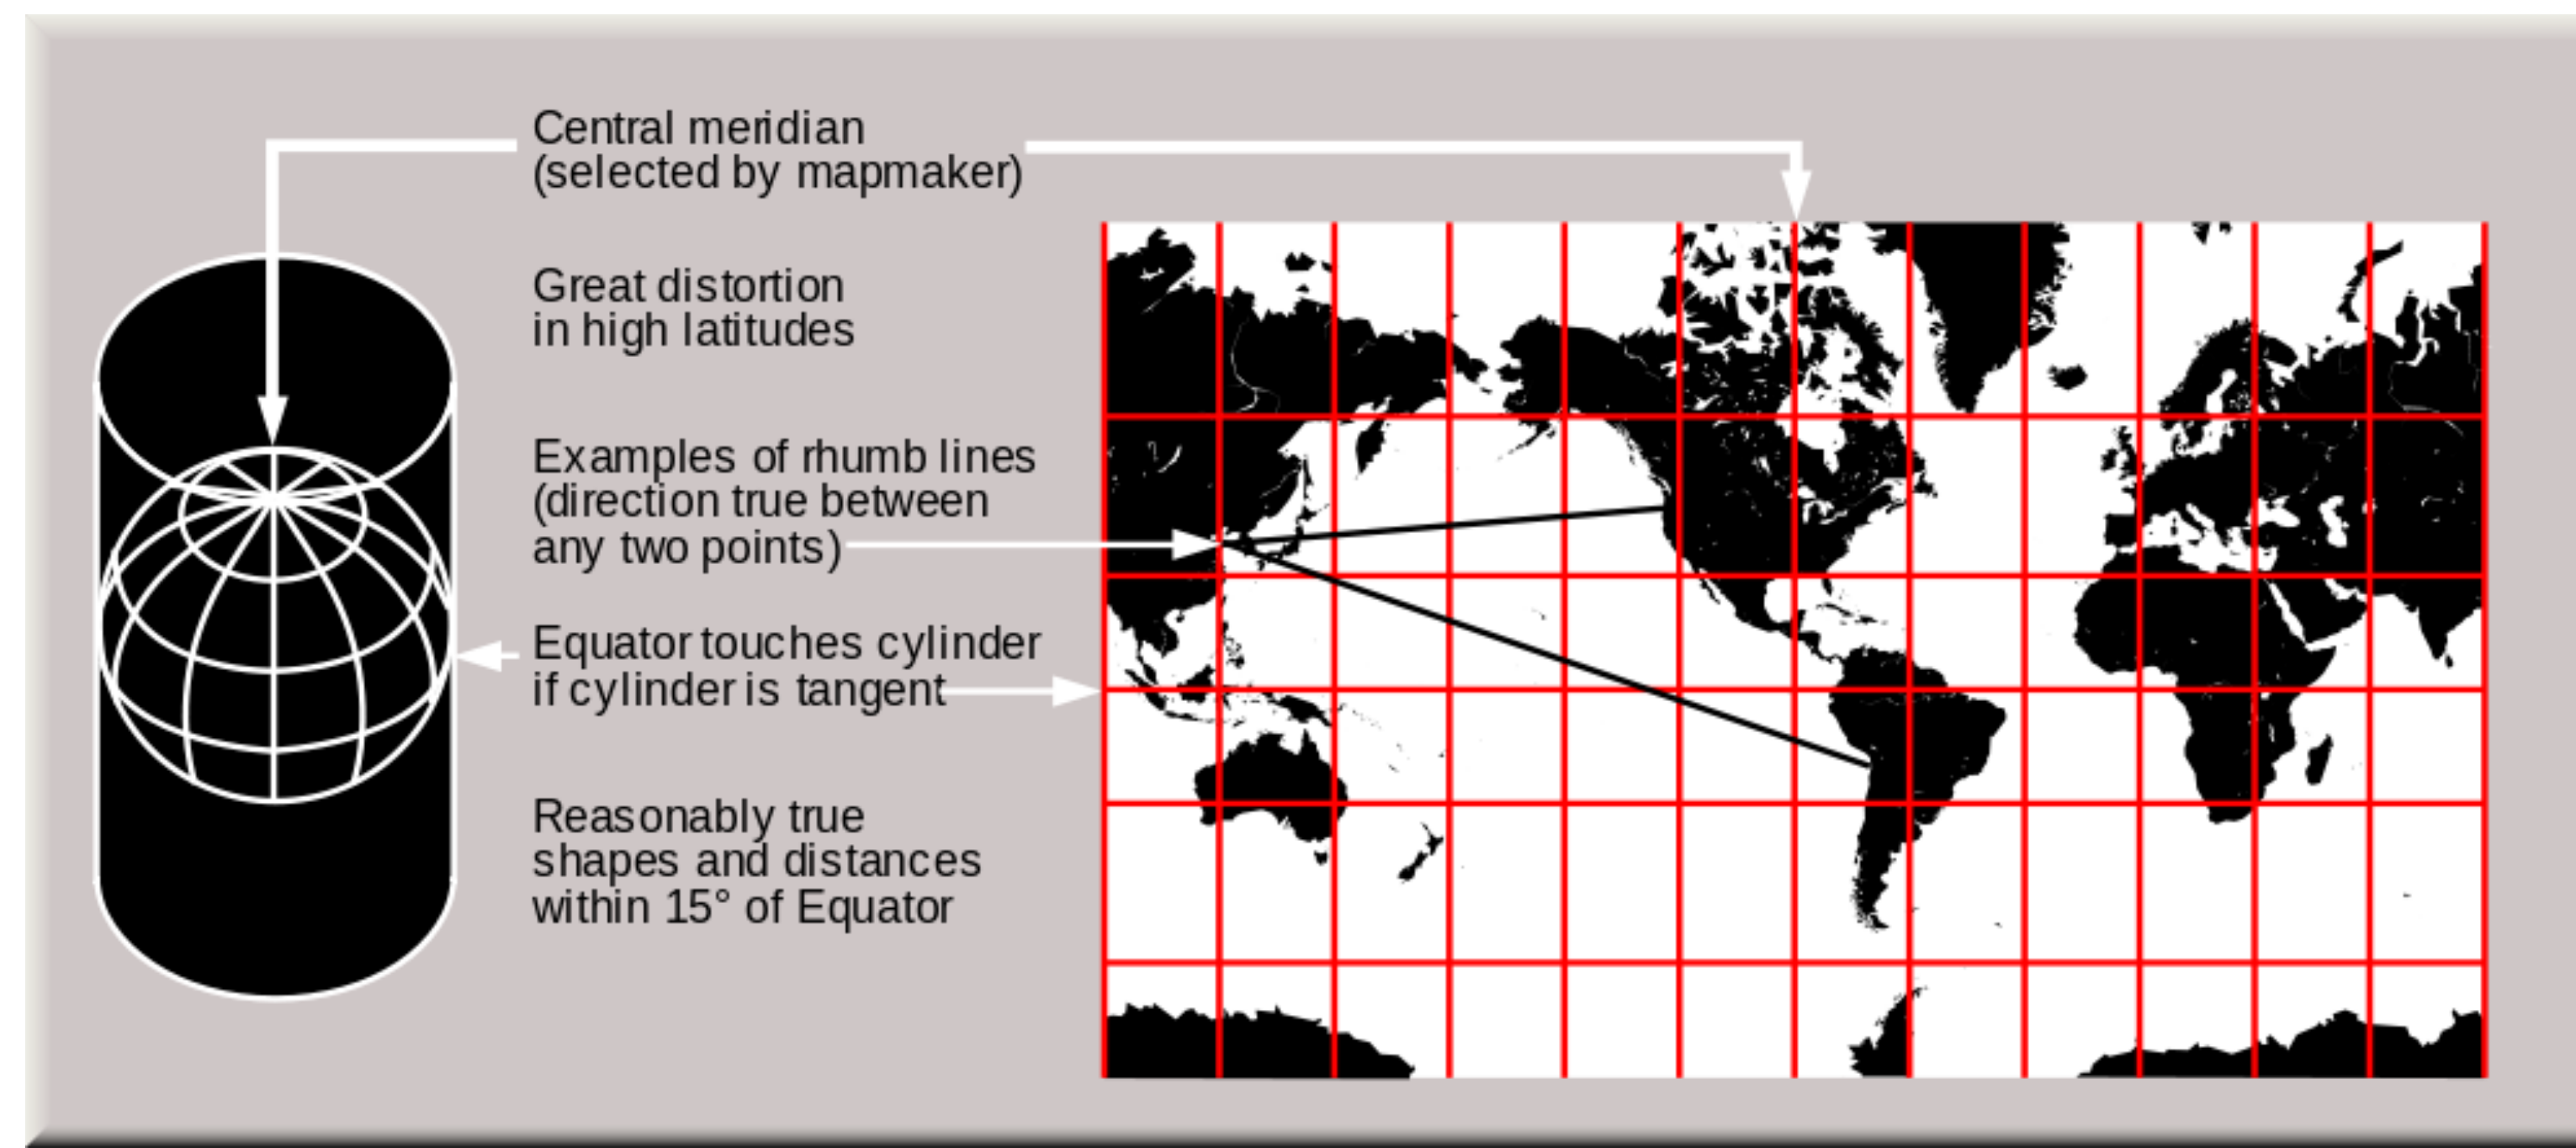 Central meridian
(selected by mapmaker)
Great distortion
in high latitudes
Examples of rhumb lines
(direction true between
any two points)
Equator touches cylinder
if cylinder is tangent
Reasonably true
shapes and distances
within 15° of Equator